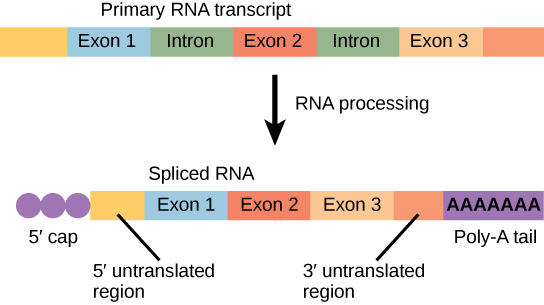 Primary RNA transcript
Exon 1 Intron Exon 2 Intron Exon 3
RNA processing
Spliced RNA
Exon 1 Exon 2 Exon 3 AAAAAAA
5′ cap
Poly-A tail
5′ untranslated
region
3′ untranslated
region